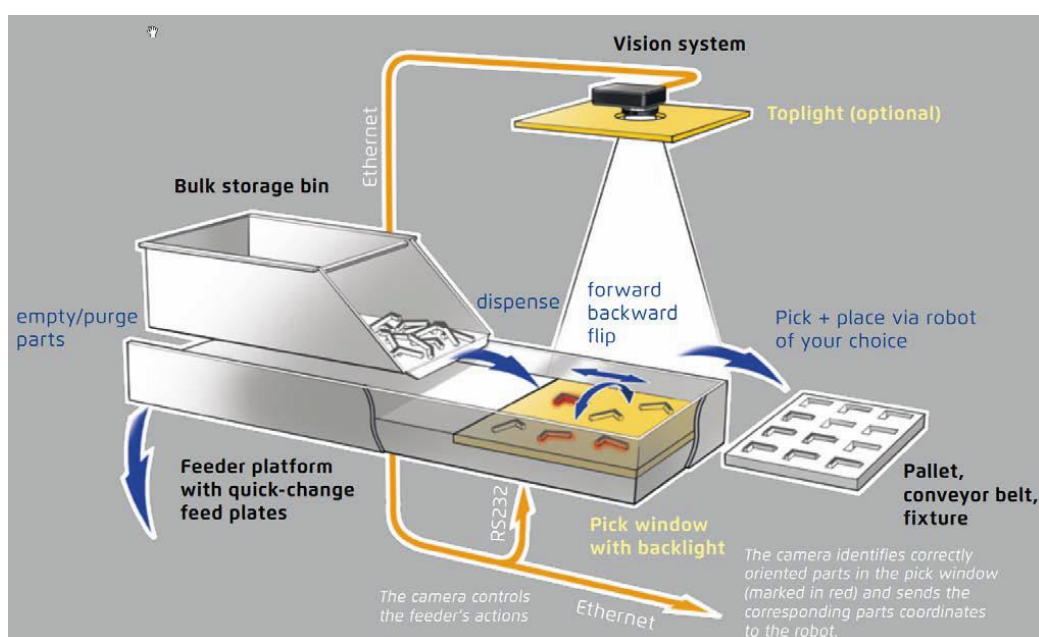 Vision system
Toplight (optional)
Ethernet
Bulk storage bin
empty/purge
parts
dispense
forward
backward
flip
Pick + place via robot
of your choice
Feeder platform
with quick-change
feed plates
RS232
Pick window
with backlight
Pallet,
conveyor belt,
fixture
The camera controls
the feeder's actions
Ethernet
The camera identifies correctly
oriented parts in the pick window
(marked in red) and sends the
corresponding parts coordinates
to the robot.